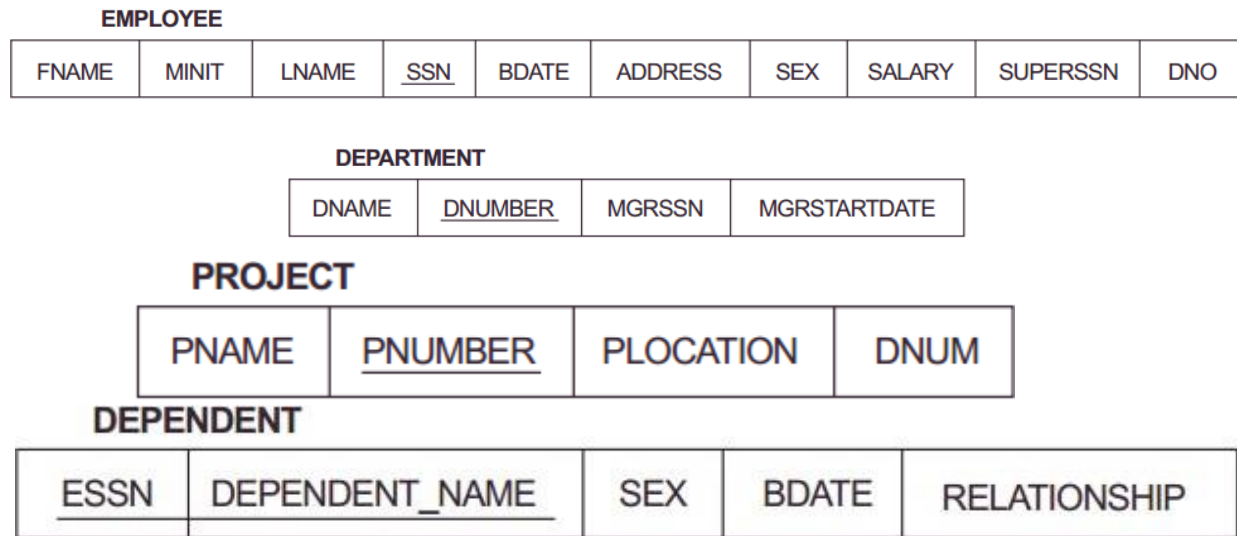 EMPLOYEE
FNAME MINIT LNAME SSN BDATE ADDRESS SEX SALARY SUPERSSN DNO
DEPARTMENT
DNAME DNUMBER MGRSSN MGRSTARTDATE
PROJECT
PNAME PNUMBER PLOCATION DNUM
DEPENDENT
ESSN DEPENDENT_NAME SEX BDATE RELATIONSHIP